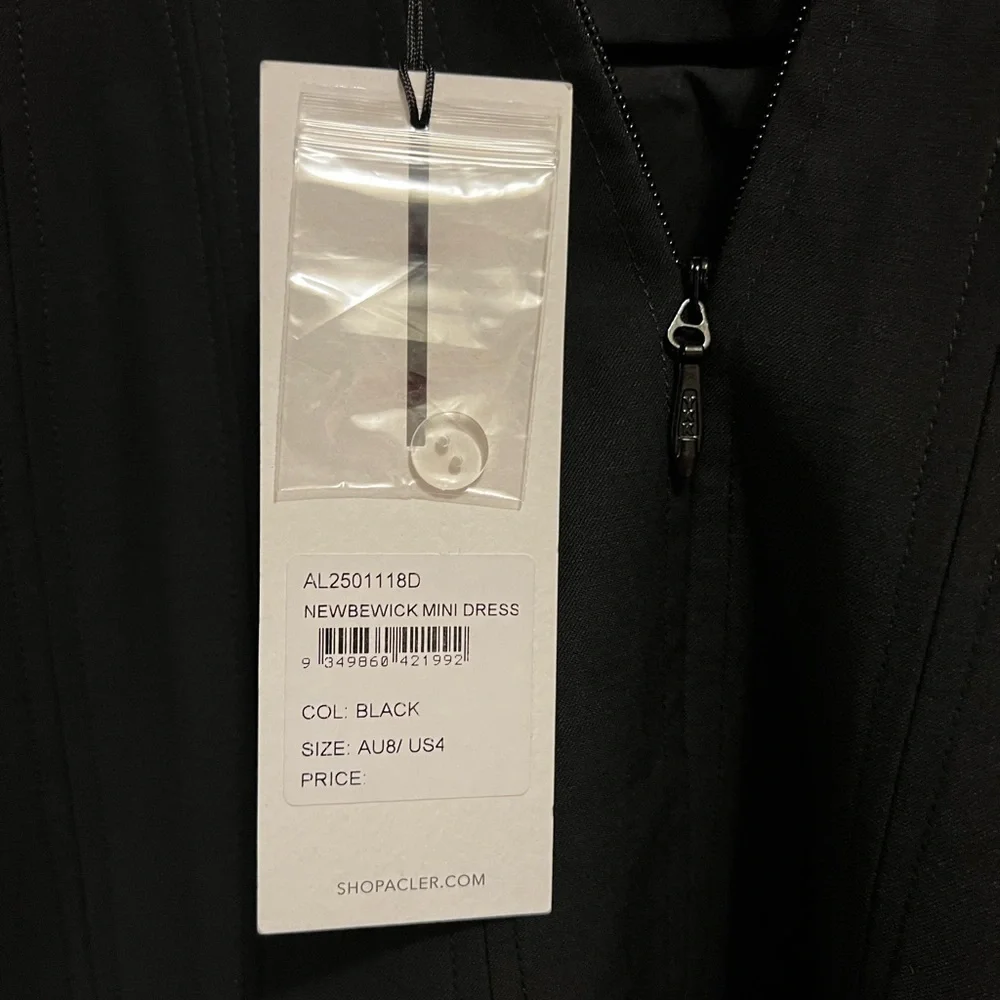 AL2501118D
NEWBEWICK MINI DRESS
9 349860 421992
COL: BLACK
SIZE: AU8/ US4
PRICE:
SHOPACLER.COM